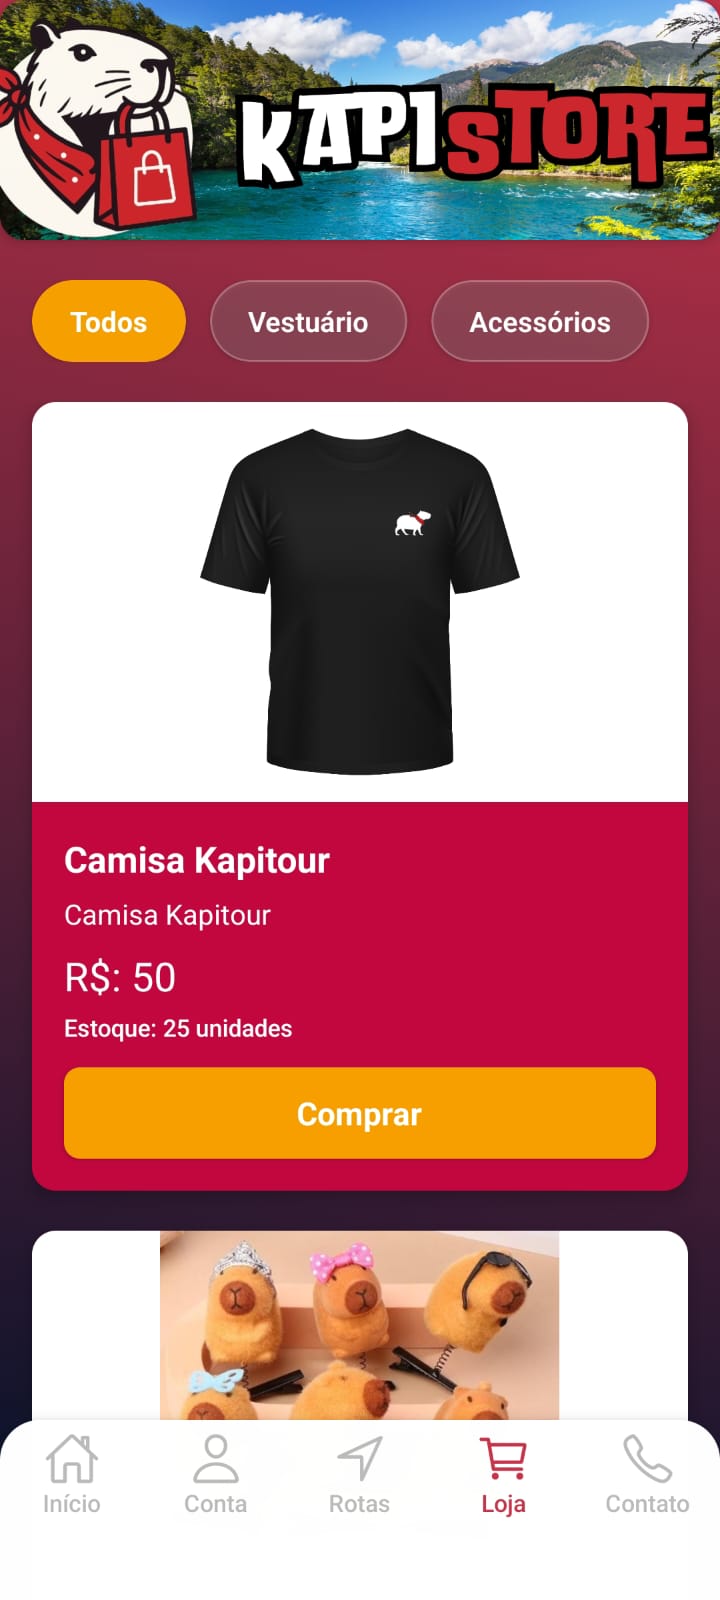 KAPISTORE
Todos
Vestuário
Acessórios
Camisa Kapitour
Camisa Kapitour
R$: 50
Estoque: 25 unidades
Comprar
Início
Conta
Rotas
Loja
Contato